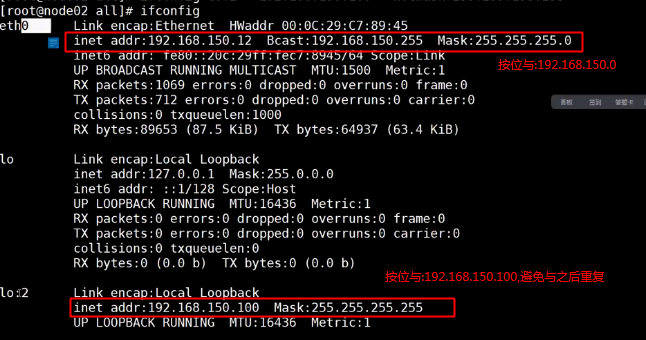 [root@node02 all]# ifconfig
eth0 Link encap:Ethernet HWaddr 00:0C:29:C7:89:45
inet addr:192.168.150.12 Bcast:192.168.150.255 Mask:255.255.255.0
inet6 addr: fe80::20c:29ff:fec7:8945/64 Scope:Link
按位与:192.168.150.0
UP BROADCAST RUNNING MULTICAST MTU:1500 Metric:1
RX packets:1069 errors:0 dropped:0 overruns:0 frame:0
TX packets:712 errors:0 dropped:0 overruns:0 carrier:0
画板 签到 答题卡
collisions:0 txqueuelen:1000
RX bytes:89653 (87.5 KiB) TX bytes:64937 (63.4 KiB)
lo Link encap:Local Loopback
inet addr:127.0.0.1 Mask:255.0.0.0
inet6 addr: ::1/128 Scope:Host
UP LOOPBACK RUNNING MTU:16436 Metric:1
RX packets:0 errors:0 dropped:0 overruns:0 frame:0
TX packets:0 errors:0 dropped:0 overruns:0 carrier:0
collisions:0 txqueuelen:0
RX bytes:0 (0.0 b) TX bytes:0 (0.0 b)
按位与:192.168.150.100,避免与之后重复
lo:2 Link encap:Local Loopback
inet addr:192.168.150.100 Mask:255.255.255.255
UP LOOPBACK RUNNING MTU:16436 Metric:1